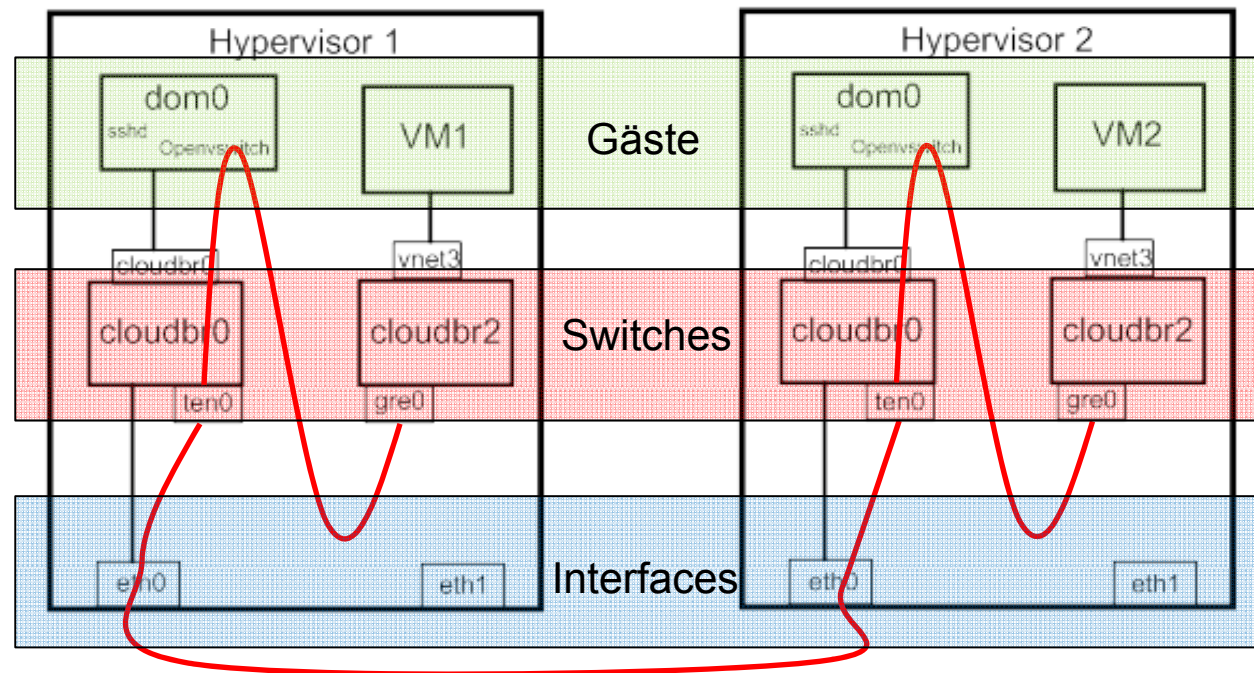 Hypervisor 1
dom0
sshd
Openvswitch
VM1
cloudbr0
vnet3
cloudbr0
cloudbr2
ten0
gre0
eth0
eth1
Gäste
Switches
Interfaces
Hypervisor 2
dom0
sshd
Openvswitch
VM2
cloudbr0
vnet3
cloudbr0
cloudbr2
ten0
gre0
eth0
eth1